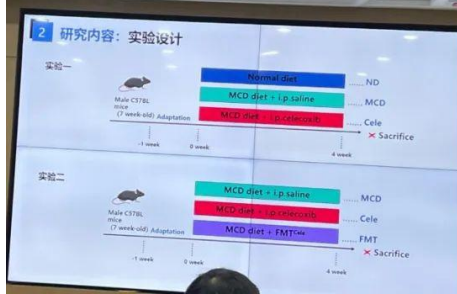 2 研究内容：实验设计
实验一
Normal diet
...... ND
MCD diet + i.p.saline
...... MCD
MCD diet + i.p.celecoxib
...... Cele
Male C57BL
mice
(7 week-old) Adaptation
× Sacrifice
-1 week
0 week
4 week
实验二
MCD diet + i.p.saline
...... MCD
MCD diet + i.p.celecoxib
...... Cele
Male C57BL
mice
(7 week-old) Adaptation
MCD diet + FMTCele
...... FMT
× Sacrifice
-1 week
0 week
4 week